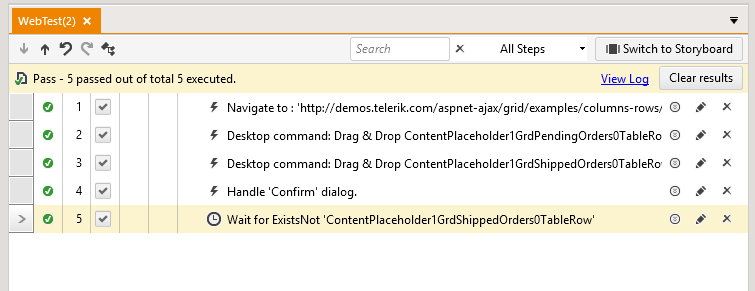 WebTest(2)
Search All Steps Switch to Storyboard
Pass - 5 passed out of total 5 executed. View Log Clear results
1 Navigate to : 'http://demos.telerik.com/aspnet-ajax/grid/examples/columns-rows/
2 Desktop command: Drag & Drop ContentPlaceholder1GrdPendingOrders0TableRo
3 Desktop command: Drag & Drop ContentPlaceholder1GrdShippedOrders0TableRo
4 Handle 'Confirm' dialog.
5 Wait for ExistsNot 'ContentPlaceholder1GrdShippedOrders0TableRow'